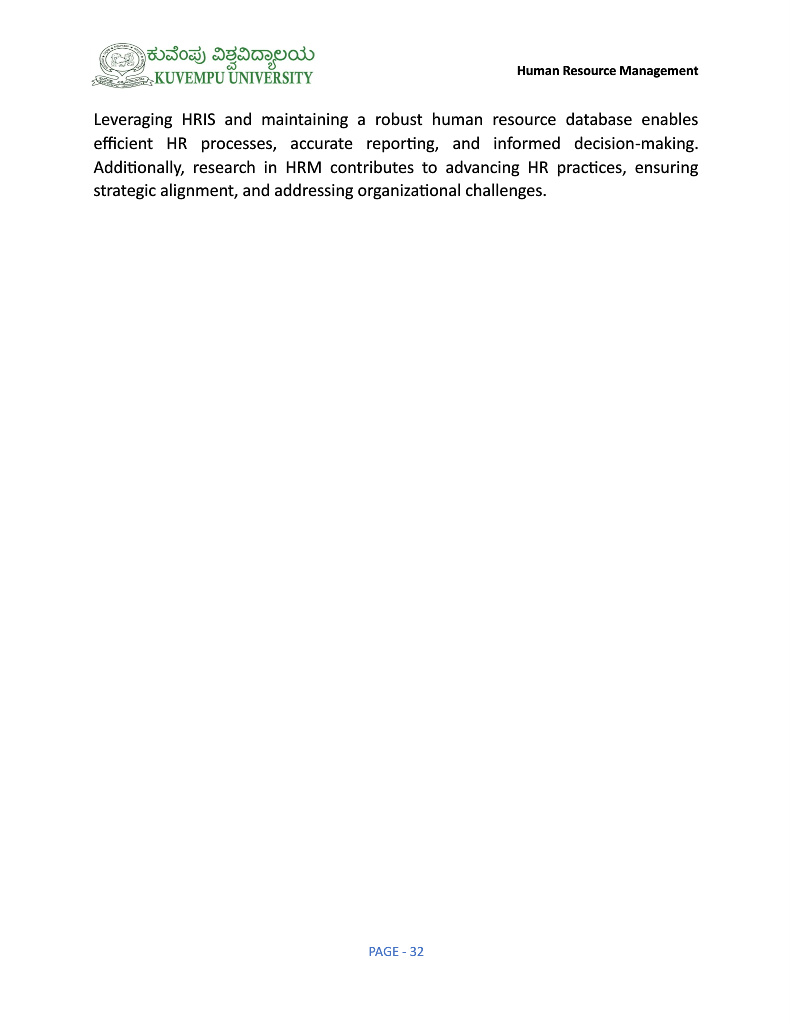 ಕುವೆಂಪು ವಿಶ್ವವಿದ್ಯಾಲಯ
KUVEMPU UNIVERSITY
Human Resource Management
Leveraging HRIS and maintaining a robust human resource database enables
efficient HR processes, accurate reporting, and informed decision-making.
Additionally, research in HRM contributes to advancing HR practices, ensuring
strategic alignment, and addressing organizational challenges.
PAGE - 32